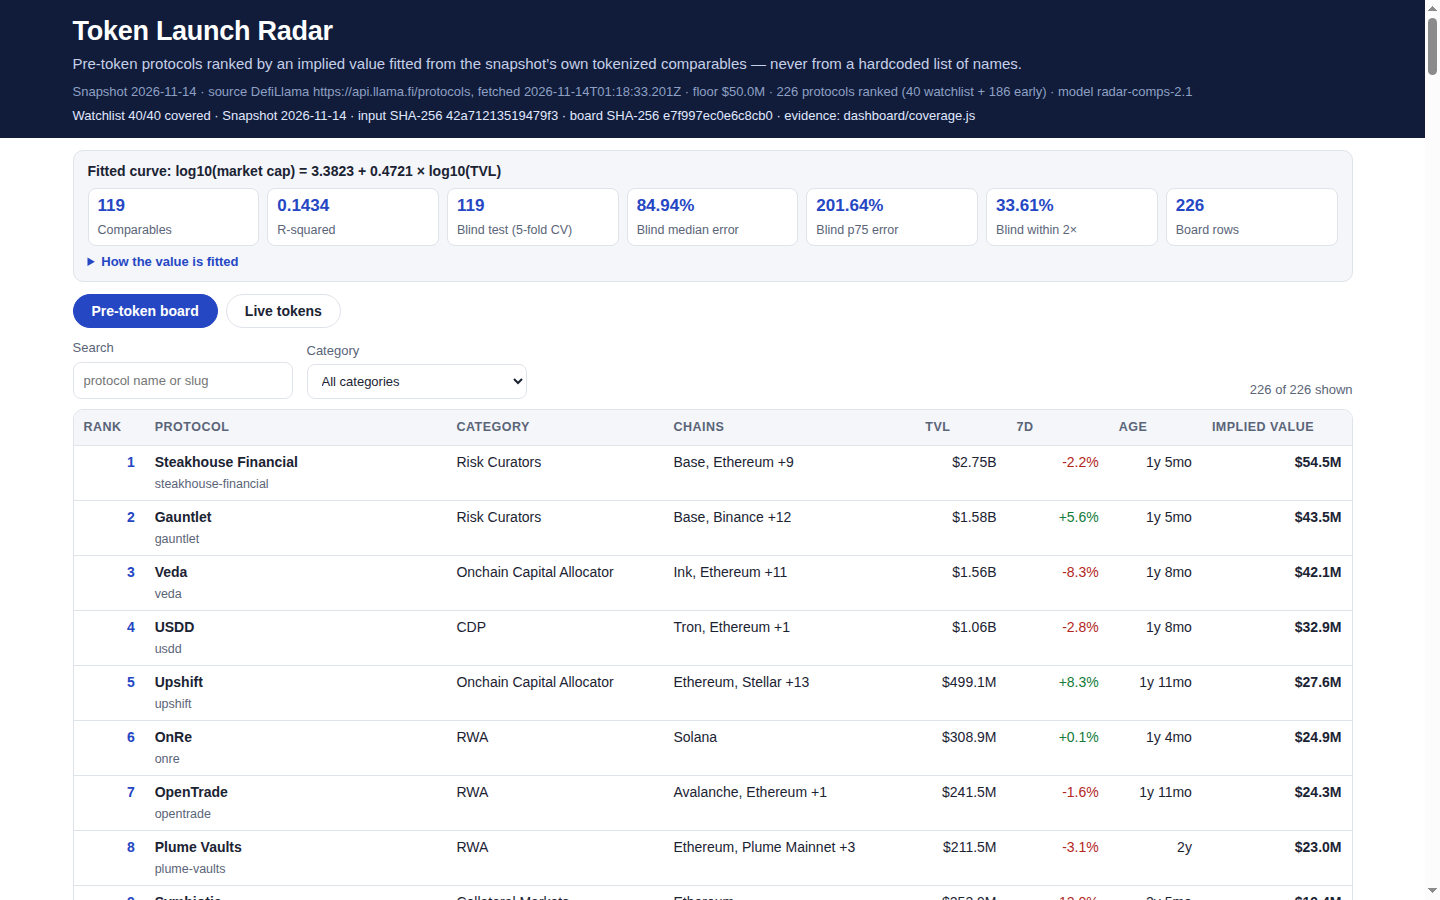 Token Launch Radar
Pre-token protocols ranked by an implied value fitted from the snapshot's own tokenized comparables — never from a hardcoded list of names.
Snapshot 2026-11-14 · source DefiLlama https://api.llama.fi/protocols, fetched 2026-11-14T01:18:33.201Z · floor $50.0M · 226 protocols ranked (40 watchlist + 186 early) · model radar-comps-2.1
Watchlist 40/40 covered · Snapshot 2026-11-14 · input SHA-256 42a71213519479f3 · board SHA-256 e7f997ec0e6c8cb0 · evidence: dashboard/coverage.js
Fitted curve: log10(market cap) = 3.3823 + 0.4721 × log10(TVL)
119 0.1434 119 84.94% 201.64% 33.61% 226
Comparables R-squared Blind test (5-fold CV) Blind median error Blind p75 error Blind within 2× Board rows
▶ How the value is fitted
Pre-token board Live tokens
Search Category
protocol name or slug All categories
226 of 226 shown
RANK PROTOCOL CATEGORY CHAINS TVL 7D AGE IMPLIED VALUE
1 Steakhouse Financial Risk Curators Base, Ethereum +9 $2.75B -2.2% 1y 5mo $54.5M
steakhouse-financial
2 Gauntlet Risk Curators Base, Binance +12 $1.58B +5.6% 1y 5mo $43.5M
gauntlet
3 Veda Onchain Capital Allocator Ink, Ethereum +11 $1.56B -8.3% 1y 8mo $42.1M
veda
4 USDD CDP Tron, Ethereum +1 $1.06B -2.8% 1y 8mo $32.9M
usdd
5 Upshift Onchain Capital Allocator Ethereum, Stellar +13 $499.1M +8.3% 1y 11mo $27.6M
upshift
6 OnRe RWA Solana $308.9M +0.1% 1y 4mo $24.9M
onre
7 OpenTrade RWA Avalanche, Ethereum +1 $241.5M -1.6% 1y 11mo $24.3M
opentrade
8 Plume Vaults RWA Ethereum, Plume Mainnet +3 $211.5M -3.1% 2y $23.0M
plume-vaults